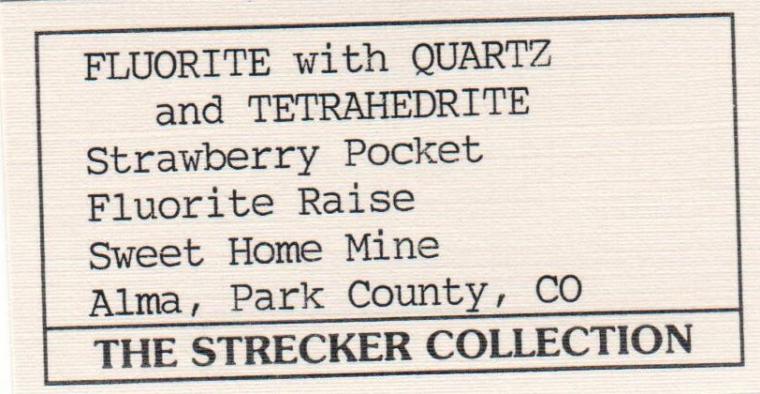 FLUORITE with QUARTZ
and TETRAHEDRITE
Strawberry Pocket
Fluorite Raise
Sweet Home Mine
Alma, Park County, CO
THE STRECKER COLLECTION